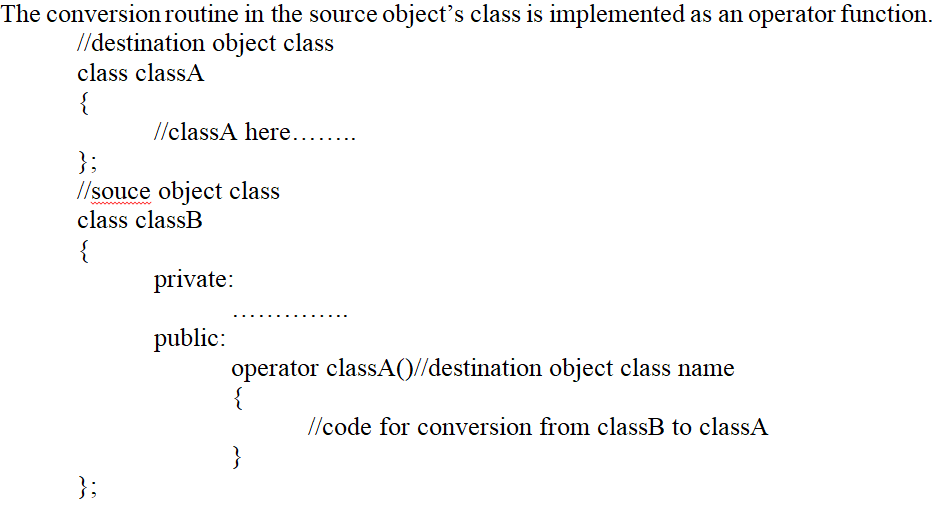 The conversion routine in the source object’s class is implemented as an operator function.
//destination object class
class classA
{
//classA here……..
};
//souce object class
class classB
{
private:
…………..
public:
operator classA()//destination object class name
{
//code for conversion from classB to classA
}
};